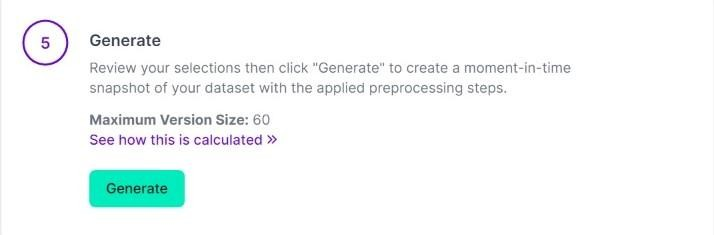 5
Generate
Review your selections then click "Generate" to create a moment-in-time
snapshot of your dataset with the applied preprocessing steps.
Maximum Version Size: 60
See how this is calculated »
Generate